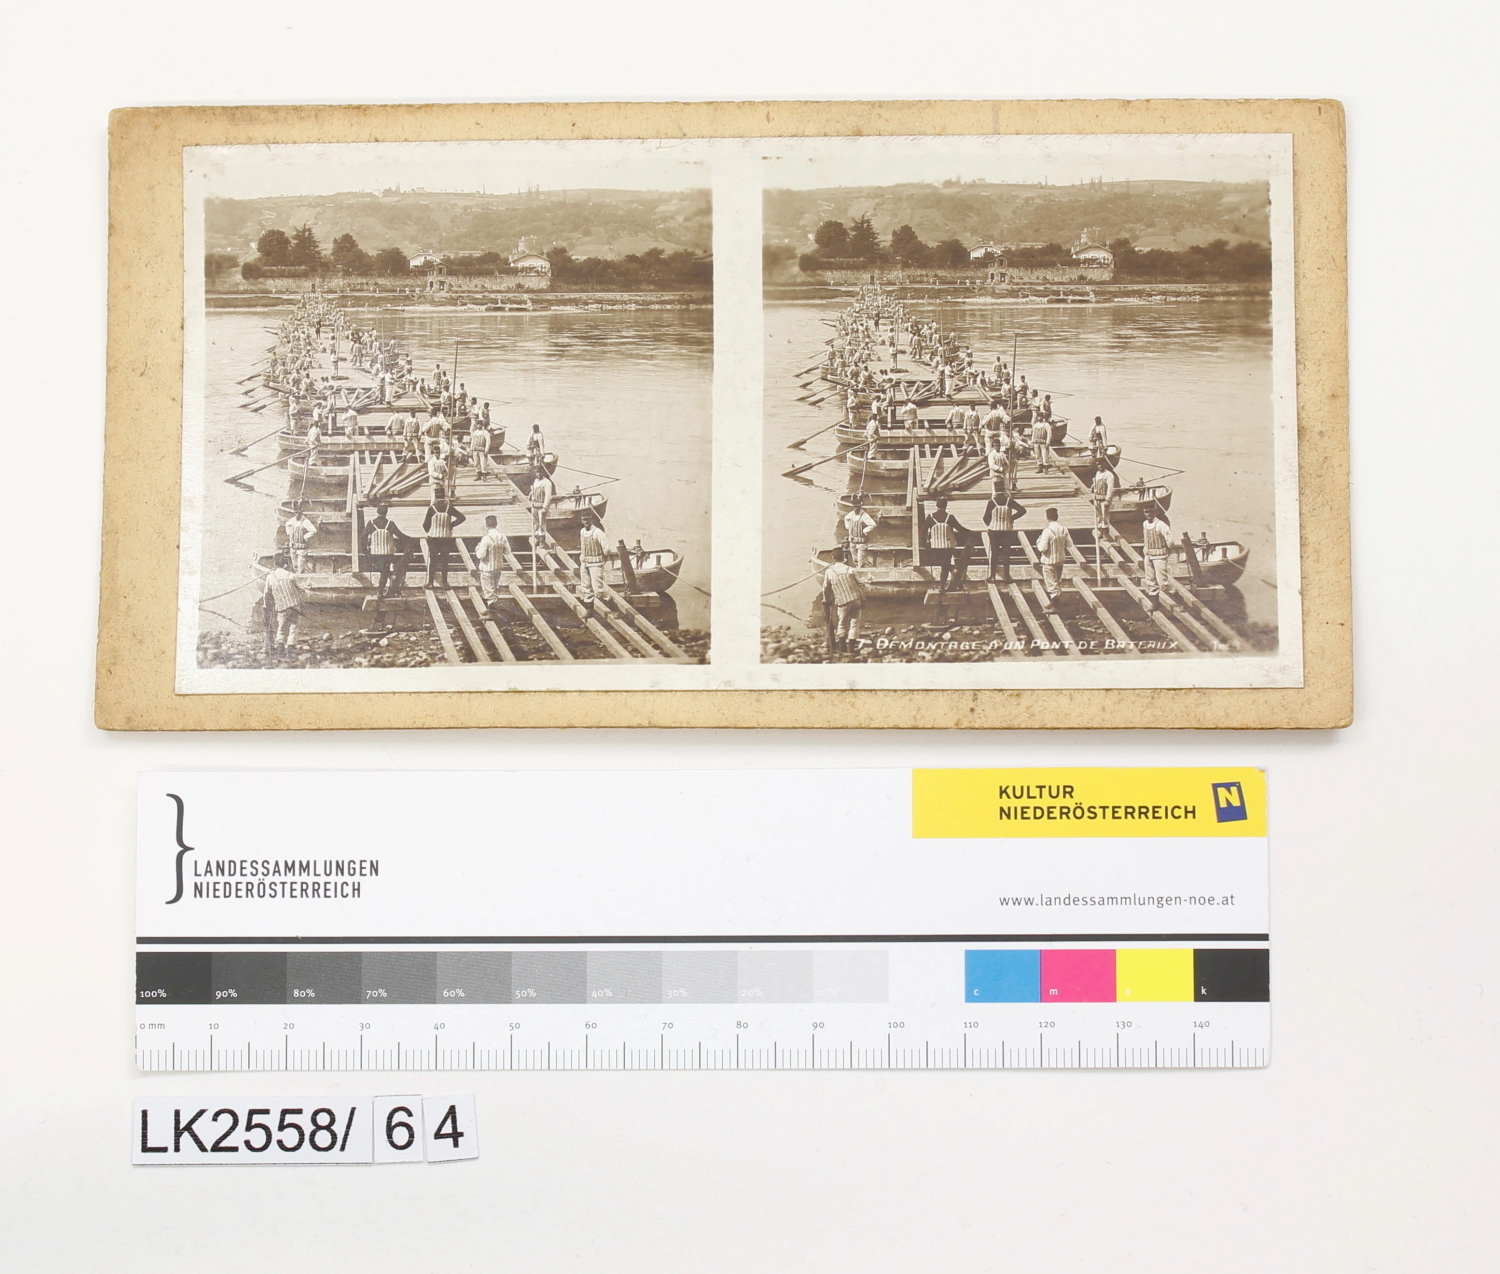 7 DÉMONTAGE D'UN PONT DE BATEAUX
KULTUR
NIEDERÖSTERREICH
N
LANDESSAMMLUNGEN
NIEDERÖSTERREICH
www.landessammlungen-noe.at
100% 90% 80% 70% 60% 50% 40% 30% 20% 10% c m y k
0 mm 10 20 30 40 50 60 70 80 90 100 110 120 130 140
LK2558/ 6 4